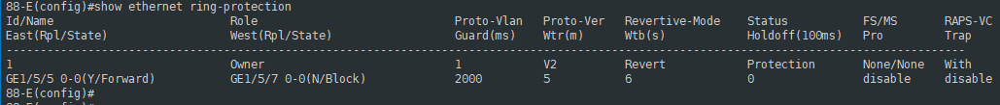 88-E(config)#show ethernet ring-protection
Id/Name Role Proto-Vlan Proto-Ver Revertive-Mode Status FS/MS RAPS-VC
East(Rpl/State) West(Rpl/State) Guard(ms) Wtr(m) Wtb(s) Holdoff(100ms) Pro Trap
1 Owner 1 V2 Revert Protection None/None With
GE1/5/5 0-0(Y/Forward) GE1/5/7 0-0(N/Block) 2000 5 6 0 disable disable
88-E(config)#
88-E(config)#